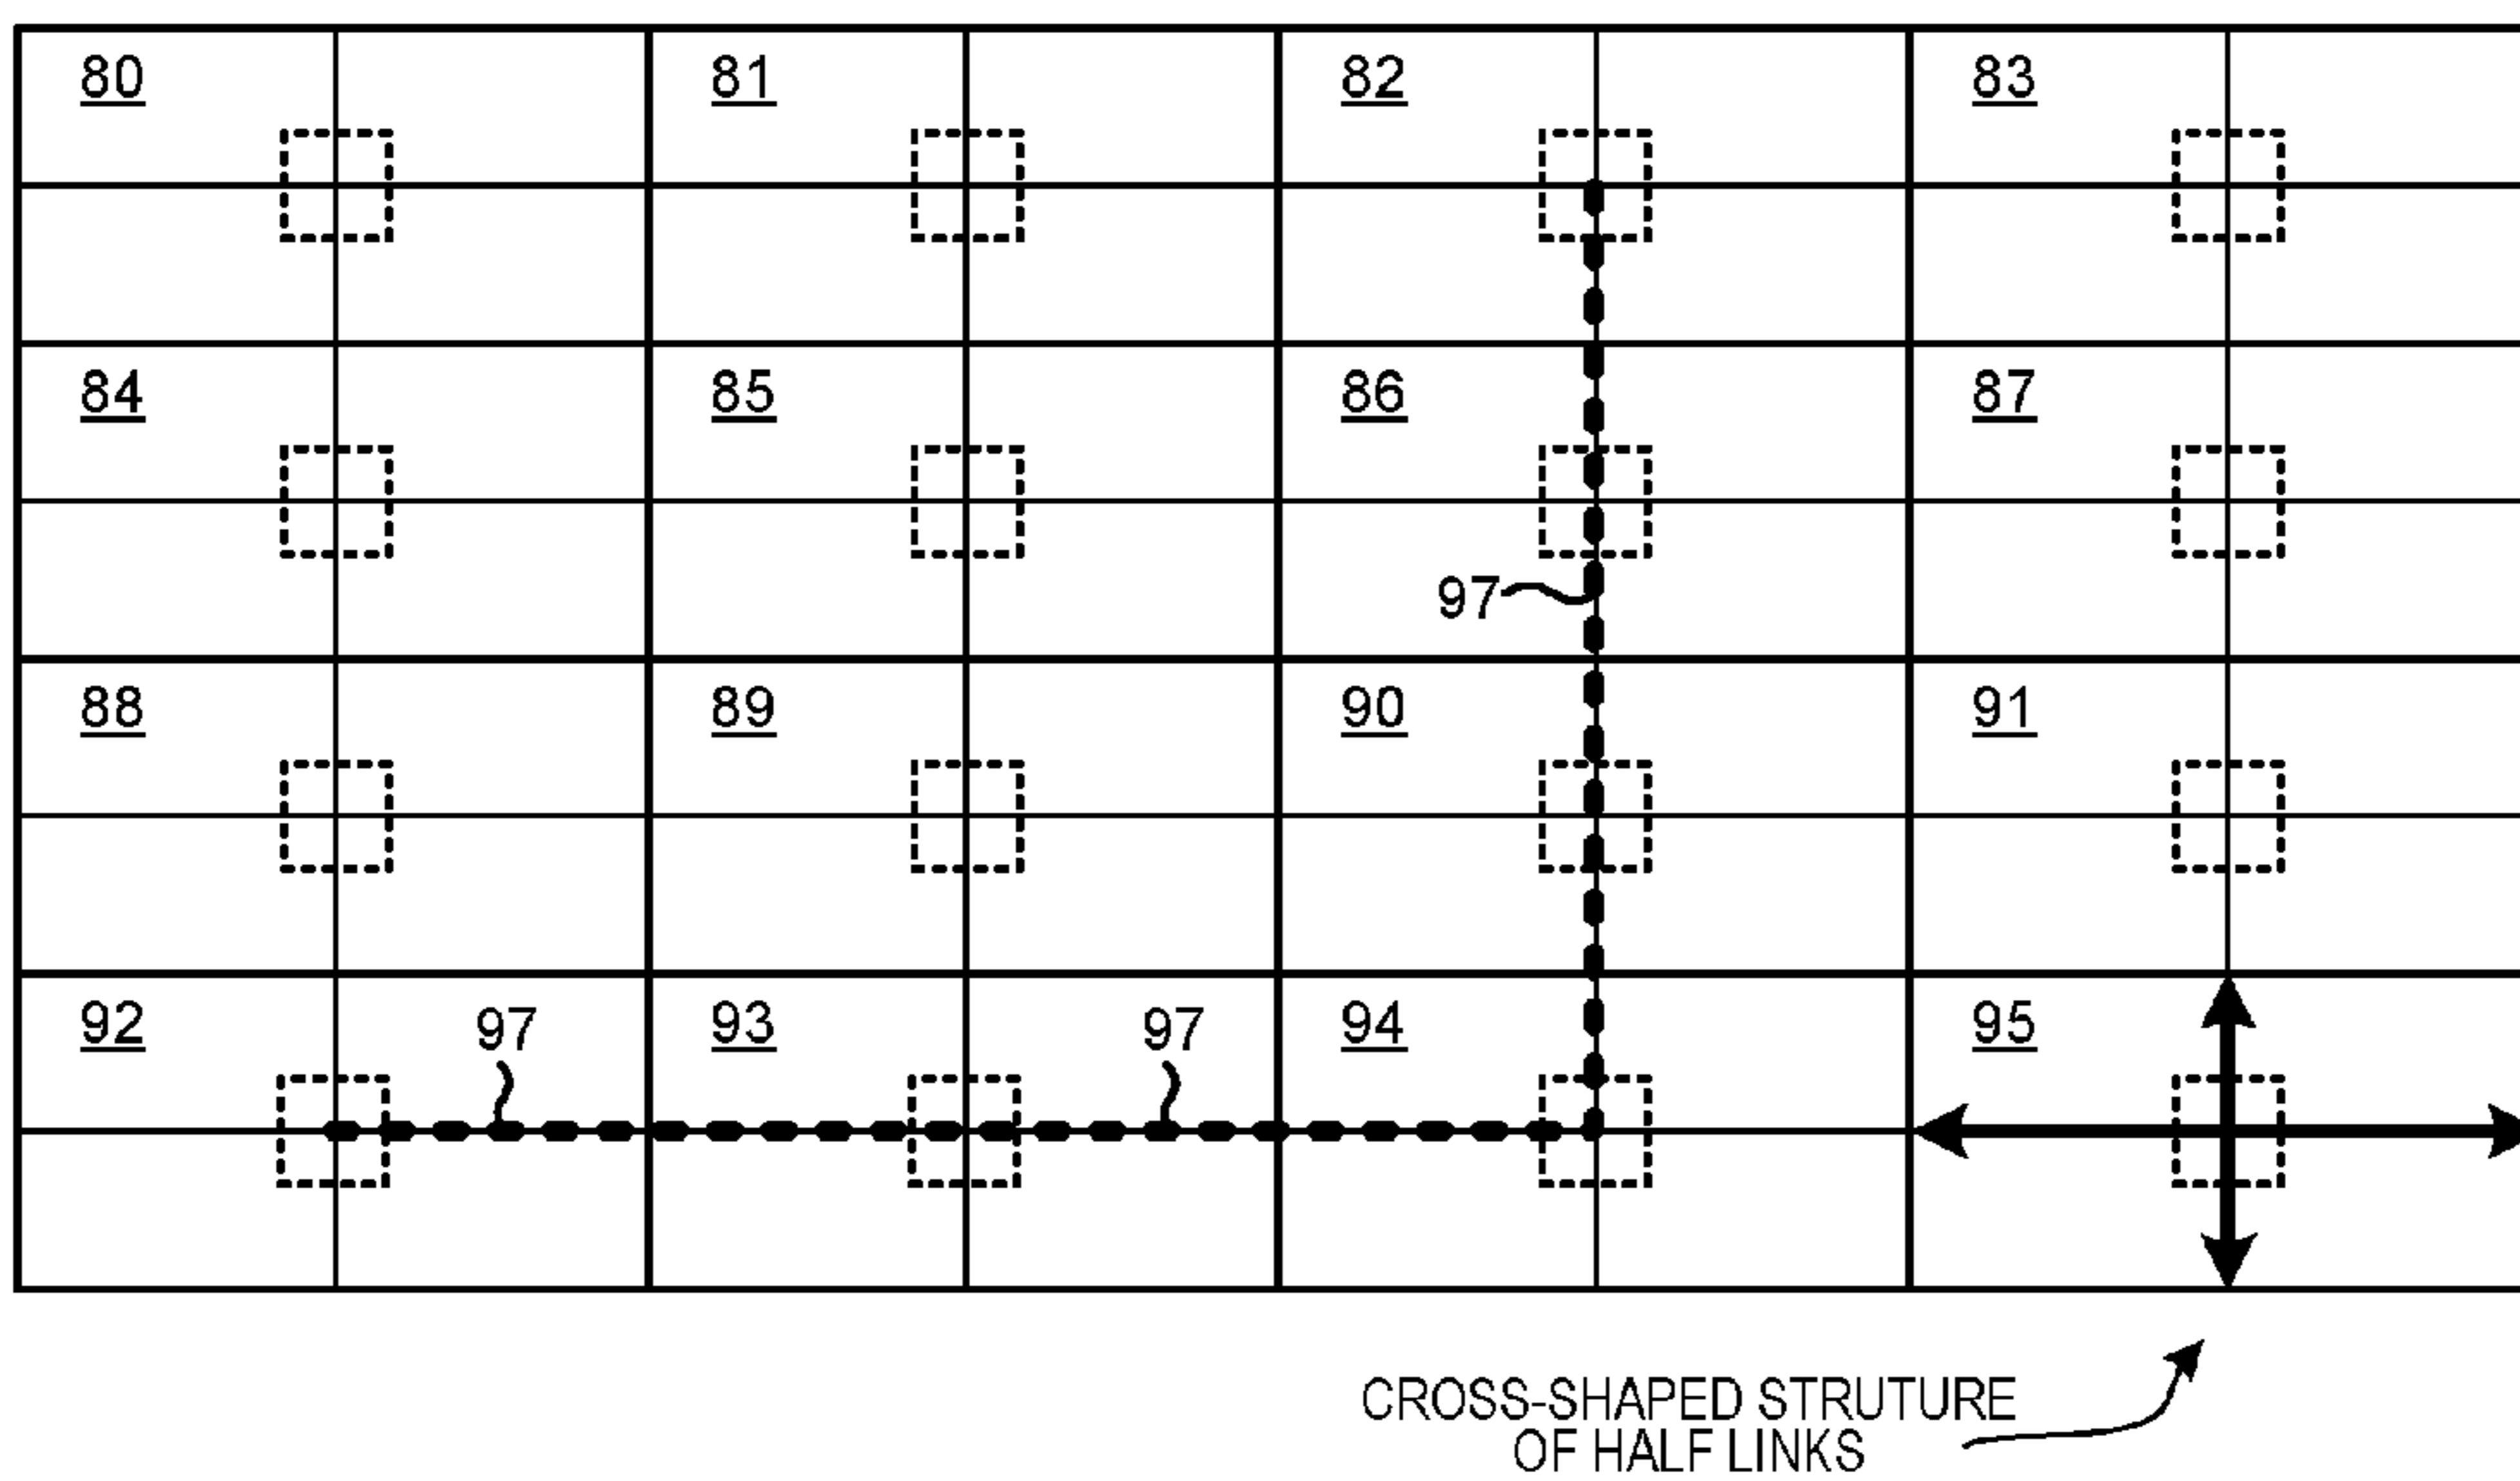 80 81 82 83
84 85 86 87
97
88 89 90 91
92 97 93 97 94 95
CROSS-SHAPED STRUTURE
OF HALF LINKS